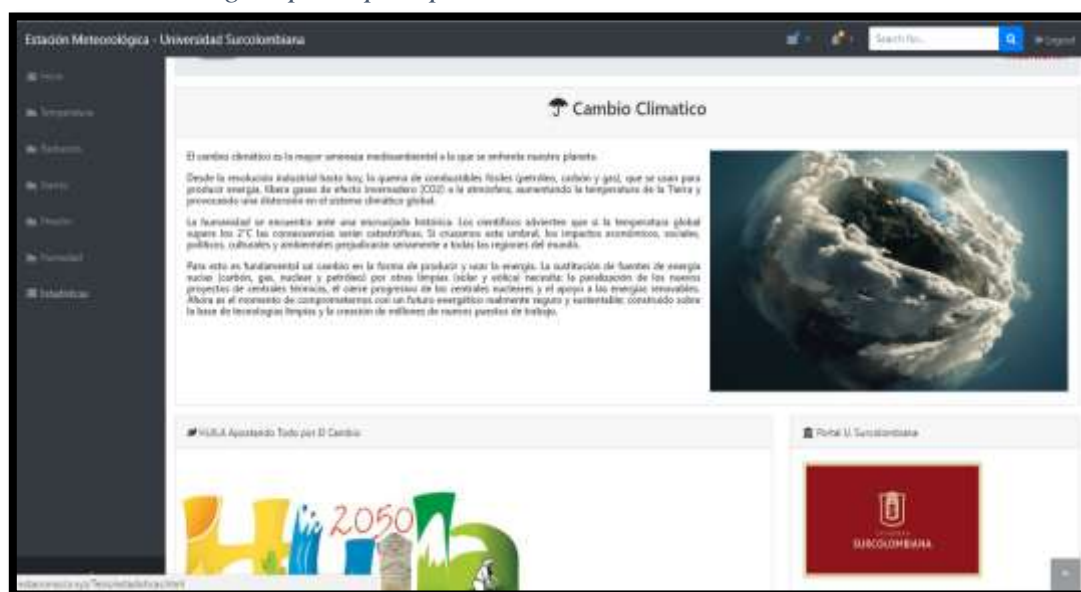 Estación Meteorológica - Universidad Surcolombiana
Search for...
Logout
Inicio
Temperatura
Radiación
Viento
Presión
Humedad
Estadísticas
Cambio Climatico
El cambio climático es la mayor amenaza medioambiental a la que se enfrenta nuestro planeta.
Desde la revolución industrial hasta hoy, la quema de combustibles fósiles (petróleo, carbón y gas), que se usan para
producir energía, libera gases de efecto invernadero (CO2) a la atmósfera, aumentando la temperatura de la Tierra y
provocando una distorsión en el sistema climático global.
La humanidad se encuentra ante una encrucijada histórica. Los científicos advierten que si la temperatura global
supera los 2°C las consecuencias serán catastróficas. Si cruzamos este umbral, los impactos económicos, sociales,
políticos, culturales y ambientales perjudicarán seriamente a todas las regiones del mundo.
Para esto es fundamental un cambio en la forma de producir y usar la energía. La sustitución de fuentes de energía
sucias (carbón, gas, nuclear y petróleo) por otras limpias (solar y eólica) necesita: la paralización de los nuevos
proyectos de centrales térmicas, el cierre progresivo de las centrales nucleares y el apoyo a las energías renovables.
Ahora es el momento de comprometernos con un futuro energético realmente seguro y sustentable: construido sobre
la base de tecnologías limpias y la creación de millones de nuevos puestos de trabajo.
HUILA Apostando Todo por El Cambio
Portal U. Surcolombiana
2050
SURCOLOMBIANA